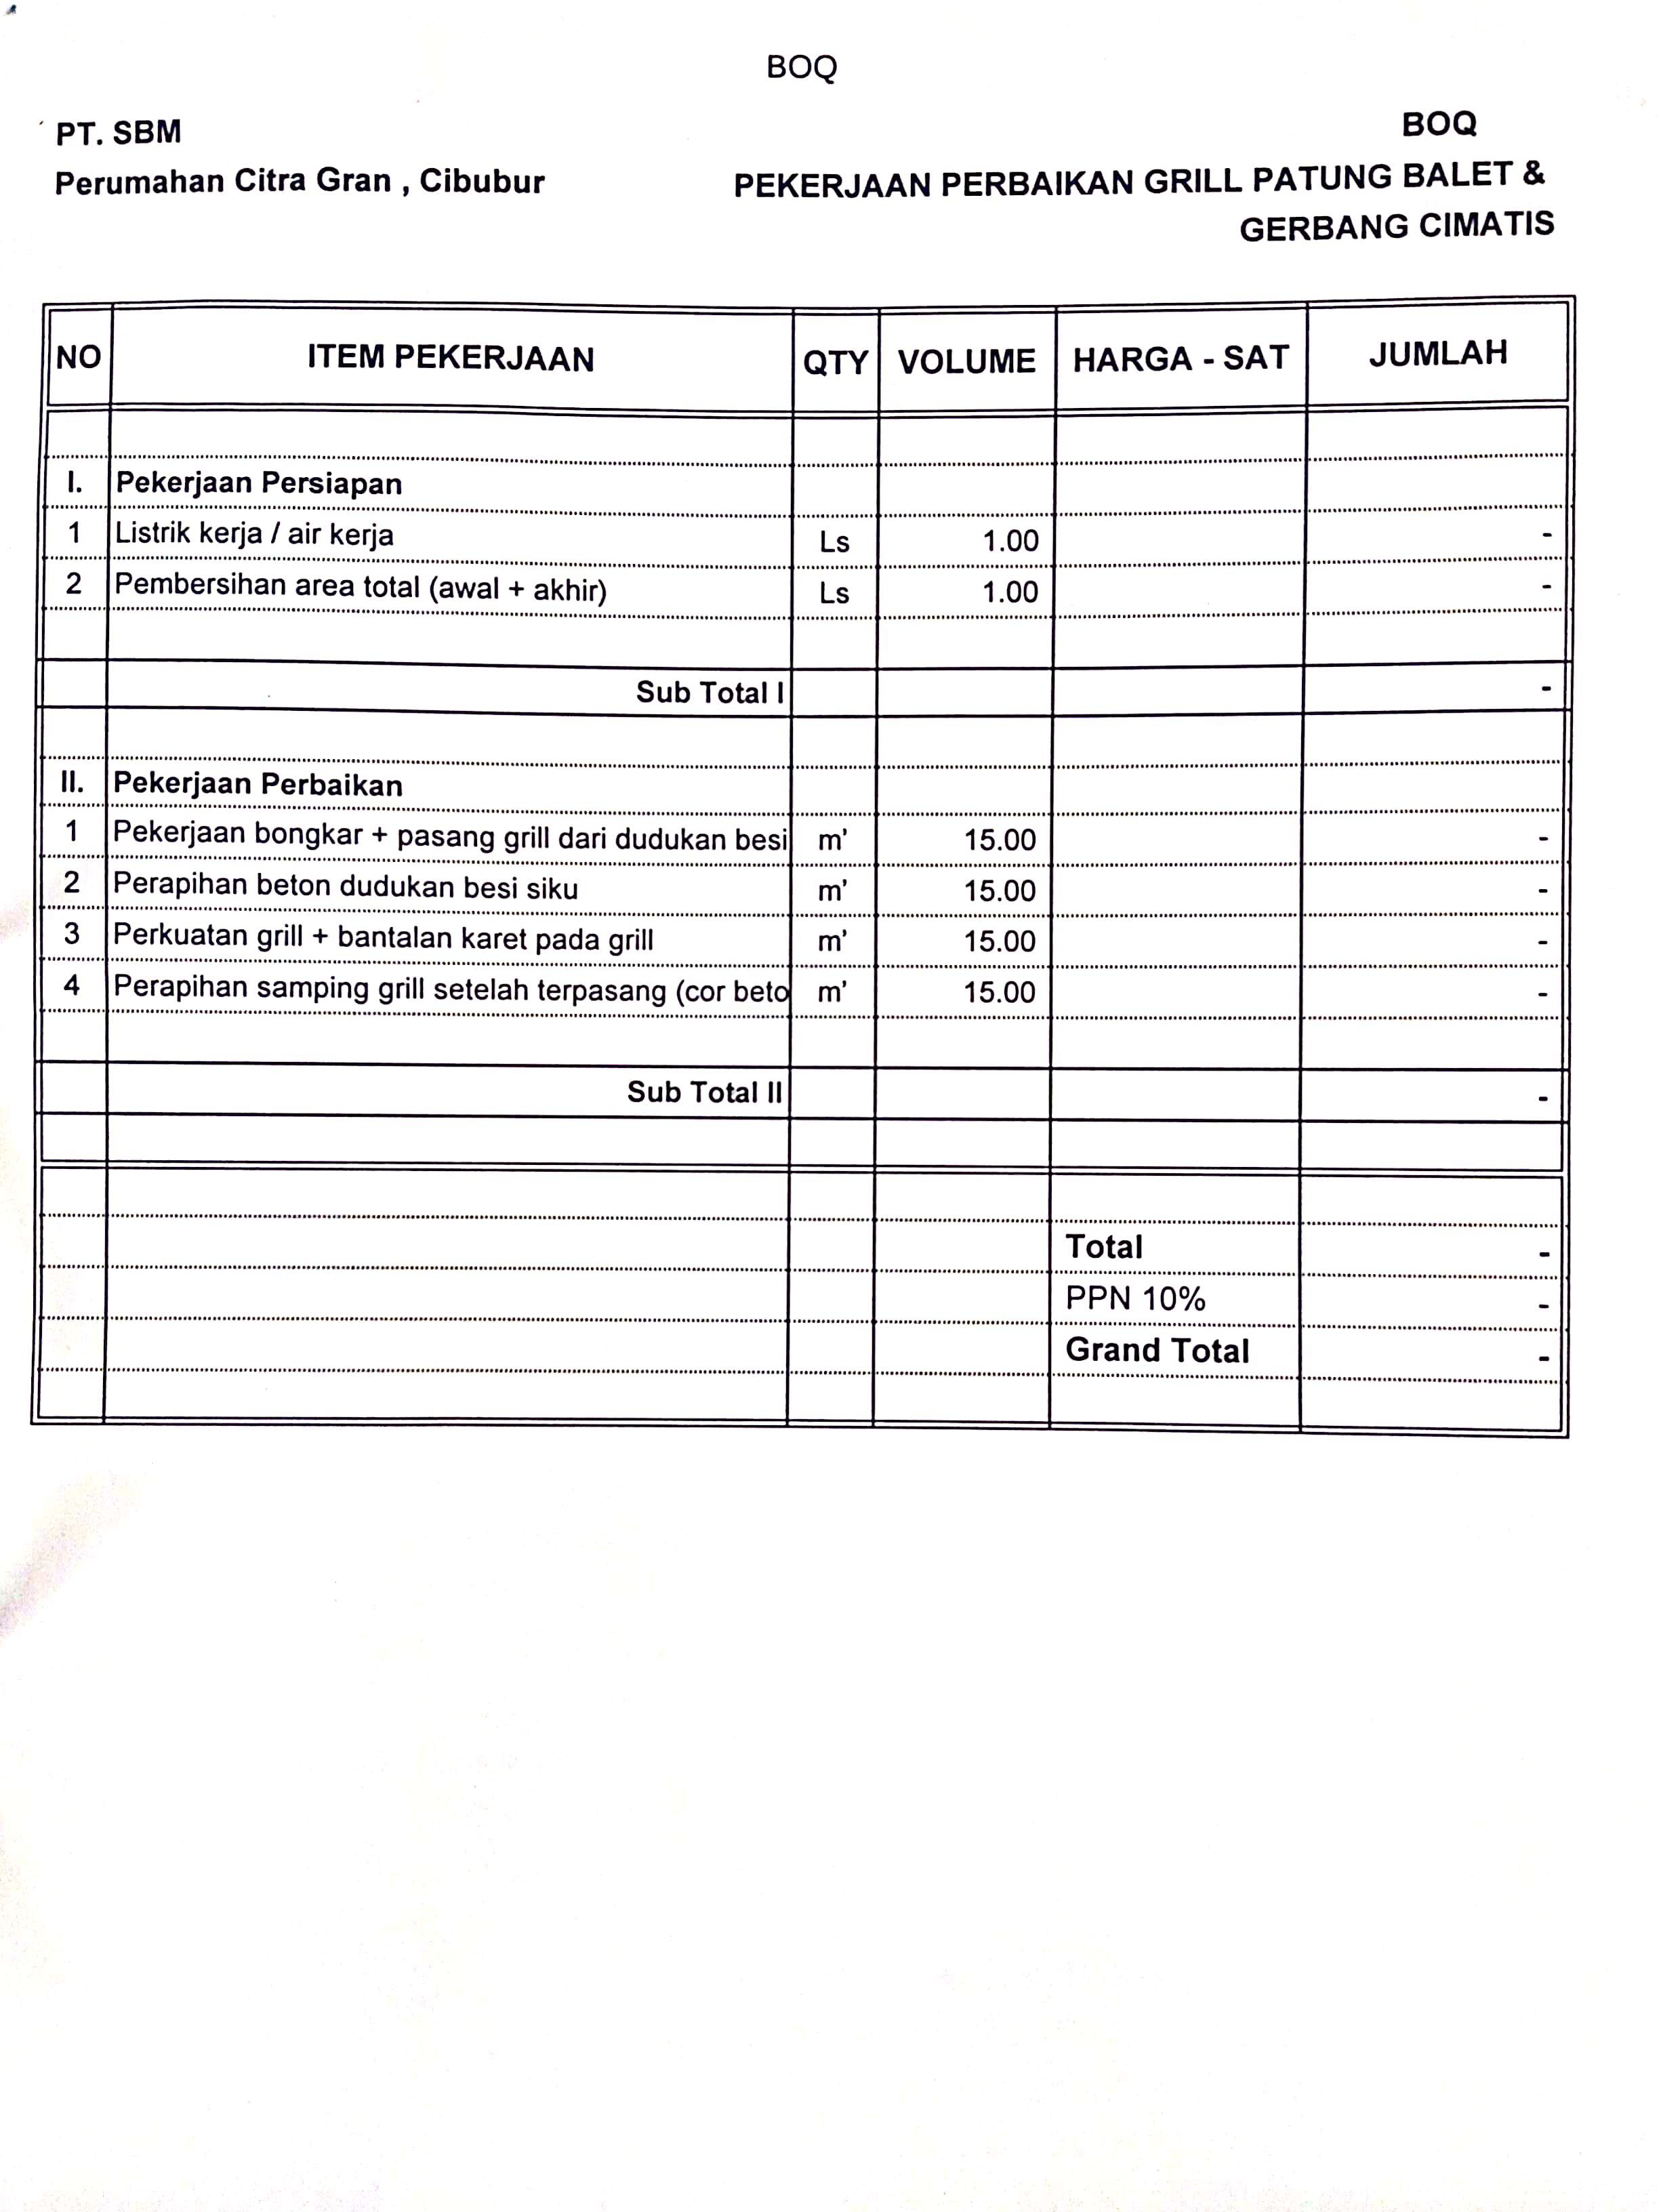 BOQ
PT. SBM
Perumahan Citra Gran , Cibubur
BOQ
PEKERJAAN PERBAIKAN GRILL PATUNG BALET &
GERBANG CIMATIS
NO ITEM PEKERJAAN QTY VOLUME HARGA - SAT JUMLAH
I. Pekerjaan Persiapan
1 Listrik kerja / air kerja Ls 1.00 -
2 Pembersihan area total (awal + akhir) Ls 1.00 -
Sub Total I -
II. Pekerjaan Perbaikan
1 Pekerjaan bongkar + pasang grill dari dudukan besi m' 15.00 -
2 Perapihan beton dudukan besi siku m' 15.00 -
3 Perkuatan grill + bantalan karet pada grill m' 15.00 -
4 Perapihan samping grill setelah terpasang (cor beto m' 15.00 -
Sub Total II -
Total -
PPN 10% -
Grand Total -